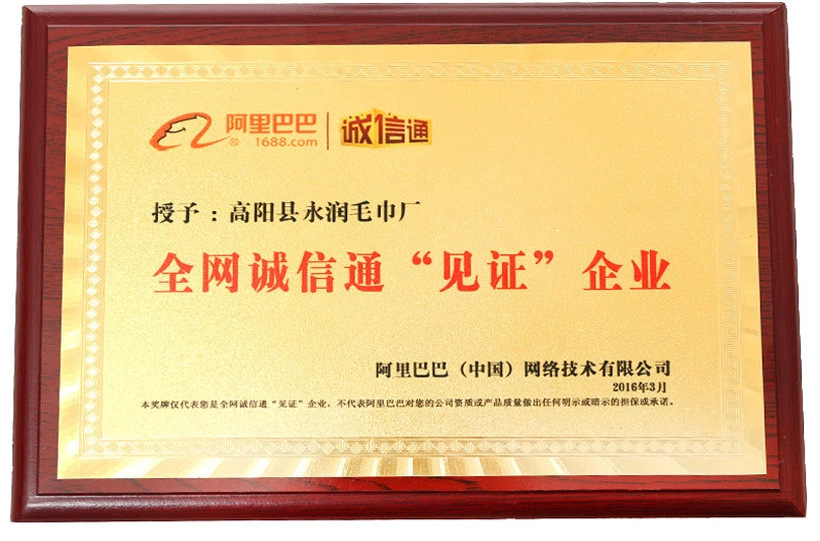 阿里巴巴 诚信通
®1688.com
授予：高阳县永润毛巾厂
全网诚信通“见证”企业
阿里巴巴（中国）网络技术有限公司
2016年3月
本奖牌仅代表您是全网诚信通“见证”企业，不代表阿里巴巴对您的公司资质或产品质量做出任何明示或暗示的担保或承诺。